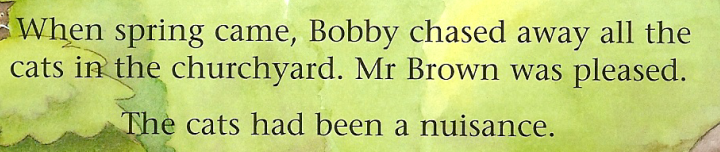 When spring came, Bobby chased away all the
cats in the churchyard. Mr Brown was pleased.
The cats had been a nuisance.